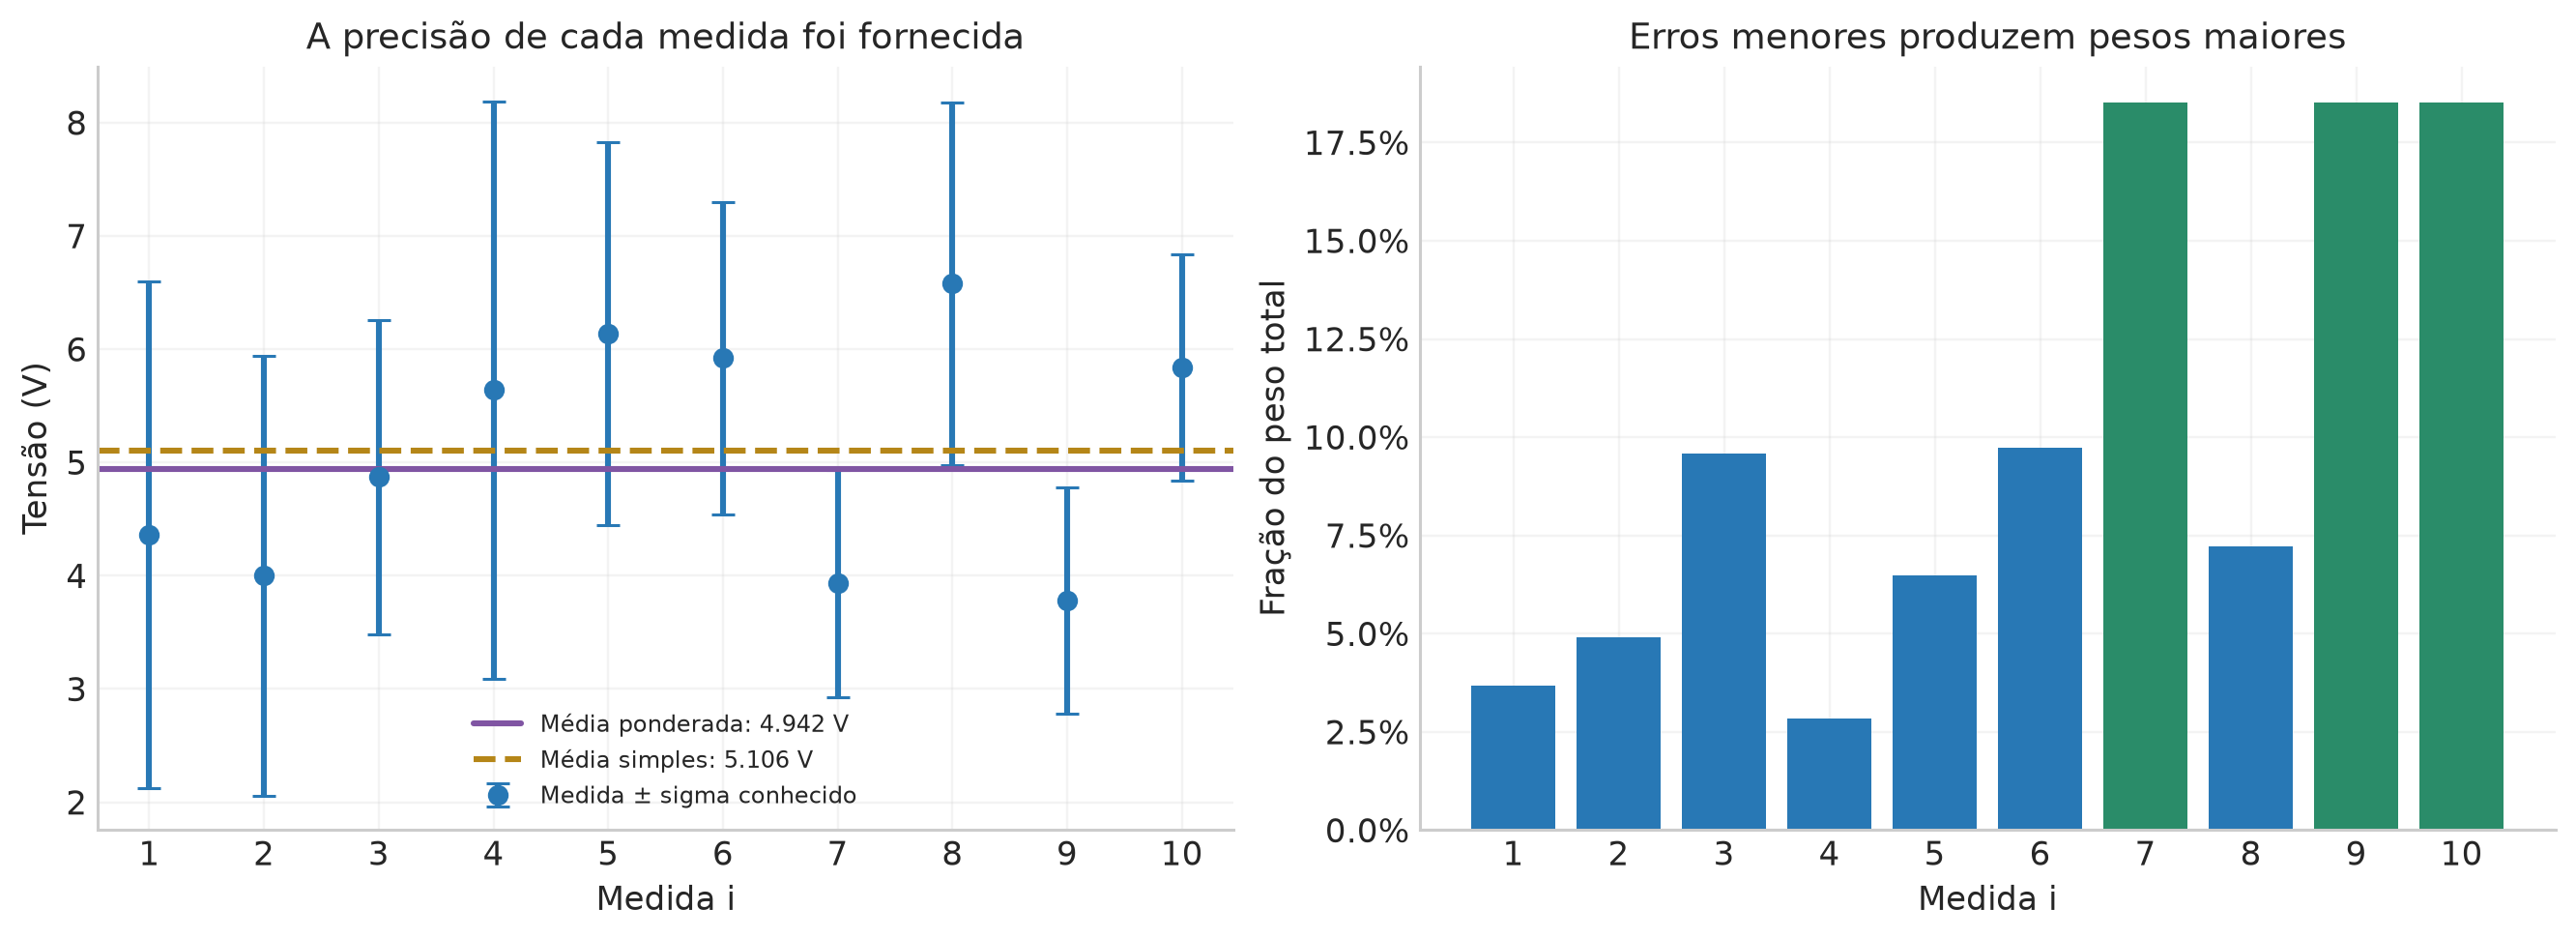 A precisão de cada medida foi fornecida
Tensão (V)
8
7
6
5
4
3
2
Média ponderada: 4.942 V
Média simples: 5.106 V
Medida ± sigma conhecido
1 2 3 4 5 6 7 8 9 10
Medida i
Erros menores produzem pesos maiores
Fração do peso total
17.5%
15.0%
12.5%
10.0%
7.5%
5.0%
2.5%
0.0%
1 2 3 4 5 6 7 8 9 10
Medida i